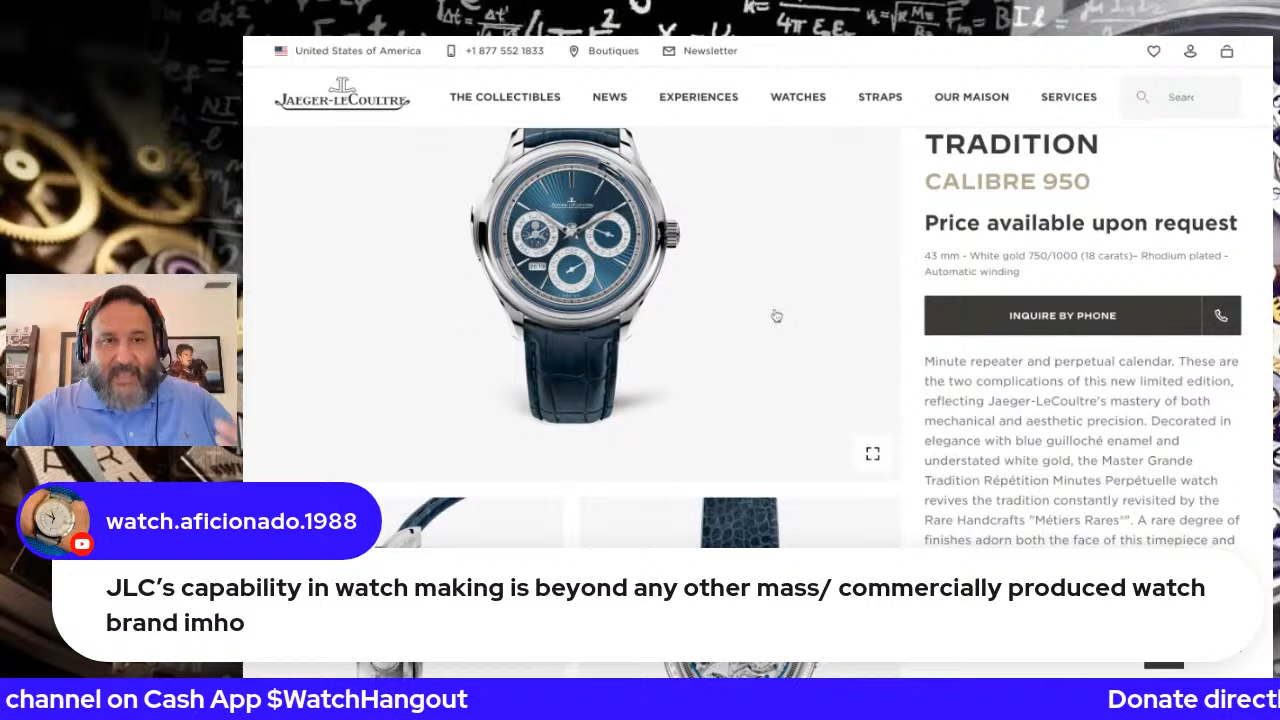 United States of America
+1 877 552 1833
Boutiques
Newsletter
JAEGER-LECOULTRE
THE COLLECTIBLES
NEWS
EXPERIENCES
WATCHES
STRAPS
OUR MAISON
SERVICES
TRADITION
CALIBRE 950
Price available upon request
43 mm - White gold 750/1000 (18 carats)– Rhodium plated -
Automatic winding
INQUIRE BY PHONE
Minute repeater and perpetual calendar. These are
the two complications of this new limited edition,
reflecting Jaeger-LeCoultre's mastery of both
mechanical and aesthetic precision. Decorated in
elegance with blue guilloché enamel and
understated white gold, the Master Grande
Tradition Répétition Minutes Perpétuelle watch
revives the tradition constantly revisited by the
Rare Handcrafts "Métiers Rares®". A rare degree of
finishes adorn both the face of this timepiece and
watch.aficionado.1988
JLC’s capability in watch making is beyond any other mass/ commercially produced watch
brand imho
channel on Cash App $WatchHangout